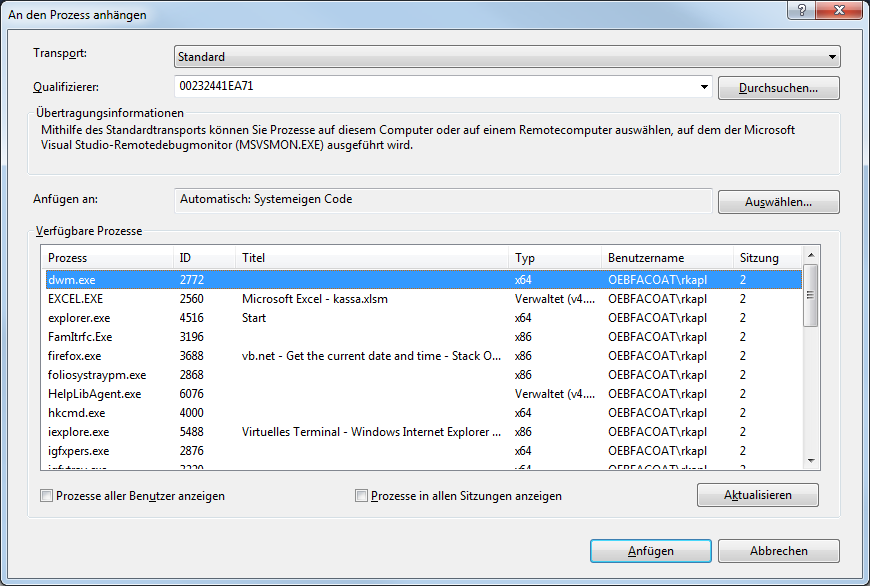 An den Prozess anhängen
Transport: Standard
Qualifizierer: 00232441EA71 Durchsuchen...
Übertragungsinformationen
Mithilfe des Standardtransports können Sie Prozesse auf diesem Computer oder auf einem Remotecomputer auswählen, auf dem der Microsoft
Visual Studio-Remotedebugmonitor (MSVSMON.EXE) ausgeführt wird.
Anfügen an: Automatisch: Systemeigen Code Auswählen...
Verfügbare Prozesse
Prozess ID Titel Typ Benutzername Sitzung
dwm.exe 2772 x64 OEBFACOAT\rkapl 2
EXCEL.EXE 2560 Microsoft Excel - kassa.xlsm Verwaltet (v4.... OEBFACOAT\rkapl 2
explorer.exe 4516 Start x64 OEBFACOAT\rkapl 2
FamItrfc.Exe 3196 x86 OEBFACOAT\rkapl 2
firefox.exe 3688 vb.net - Get the current date and time - Stack O... x86 OEBFACOAT\rkapl 2
foliosystraypm.exe 2868 x86 OEBFACOAT\rkapl 2
HelpLibAgent.exe 6076 Verwaltet (v4.... OEBFACOAT\rkapl 2
hkcmd.exe 4000 x64 OEBFACOAT\rkapl 2
iexplore.exe 5488 Virtuelles Terminal - Windows Internet Explorer ... x86 OEBFACOAT\rkapl 2
igfxpers.exe 2876 x64 OEBFACOAT\rkapl 2
Prozesse aller Benutzer anzeigen Prozesse in allen Sitzungen anzeigen Aktualisieren
Anfügen Abbrechen